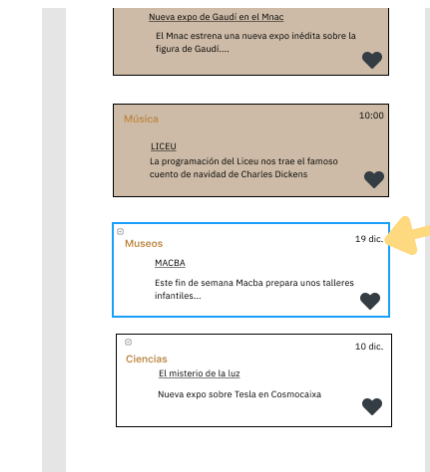 Nueva expo de Gaudí en el Mnac
El Mnac estrena una nueva expo inédita sobre la
figura de Gaudí....
Música
10:00
LICEU
La programación del Liceu nos trae el famoso
cuento de navidad de Charles Dickens
Museos
19 dic.
MACBA
Este fin de semana Macba prepara unos talleres
infantiles...
10 dic.
Ciencias
El misterio de la luz
Nueva expo sobre Tesla en Cosmocaixa